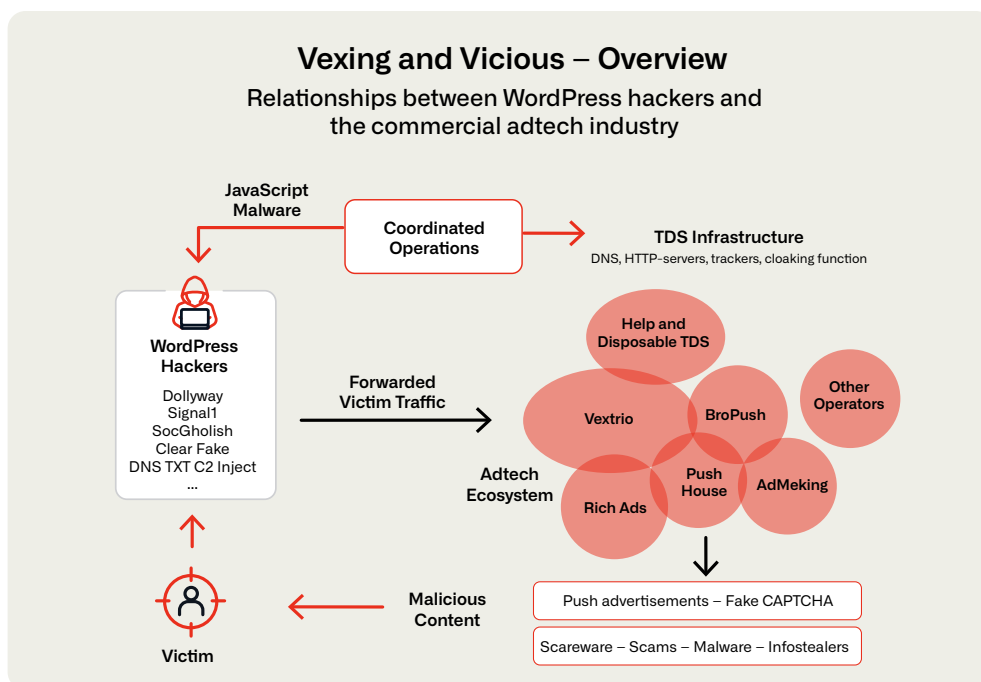 Vexing and Vicious – Overview
Relationships between WordPress hackers and
the commercial adtech industry
JavaScript
Malware
Coordinated
Operations
TDS Infrastructure
DNS, HTTP-servers, trackers, cloaking function
WordPress
Hackers
Dollyway
Signal1
SocGholish
Clear Fake
DNS TXT C2 Inject
...
Forwarded
Victim Traffic
Help and
Disposable TDS
Vextrio
BroPush
Other
Operators
Adtech
Ecosystem
Rich Ads
Push
House
AdMeking
Push advertisements – Fake CAPTCHA
Scareware – Scams – Malware – Infostealers
Malicious
Content
Victim